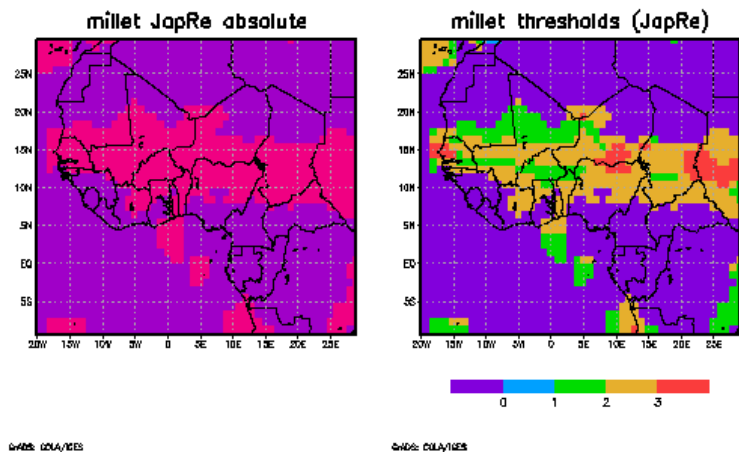 millet JapRe absolute
millet thresholds (JapRe)
25N
20N
15N
10N
5N
EQ
5S
20W 15W 10W 5W 0 5E 10E 15E 20E 25E
25N
20N
15N
10N
5N
EQ
5S
20W 15W 10W 5W 0 5E 10E 15E 20E 25E
0 1 2 3
GrADS: COLA/IGES
GrADS: COLA/IGES